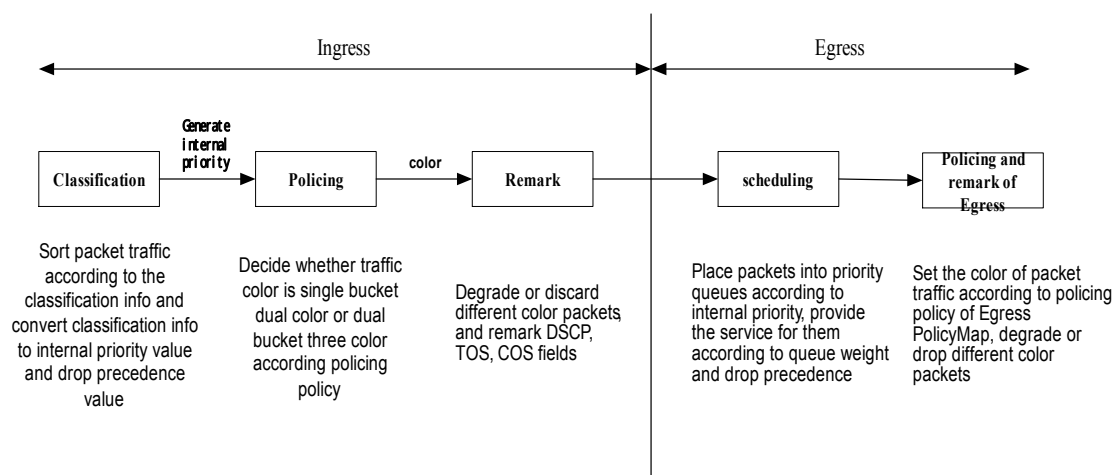 Ingress
Egress
Generate
internal
priority
color
Classification
Policing
Remark
scheduling
Policing and
remark of
Egress
Sort packet traffic
according to the
classification info and
convert classification info
to internal priority value
and drop precedence
value
Decide whether traffic
color is single bucket
dual color or dual
bucket three color
according policing
policy
Degrade or discard
different color packets,
and remark DSCP,
TOS, COS fields
Place packets into priority
queues according to
internal priority, provide
the service for them
according to queue weight
and drop precedence
Set the color of packet
traffic according to policing
policy of Egress
PolicyMap, degrade or
drop different color
packets